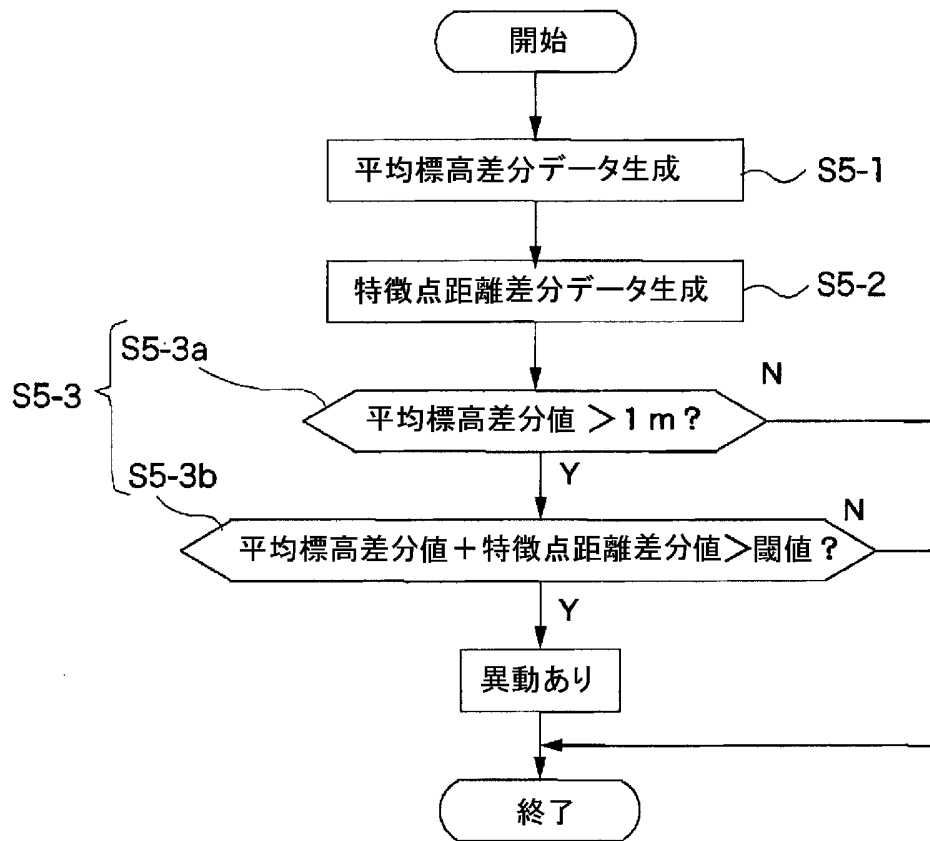 開始
平均標高差分データ生成
S5-1
特徴点距離差分データ生成
S5-2
S5-3
S5-3a
平均標高差分値＞1ｍ？
N
Y
S5-3b
平均標高差分値＋特徴点距離差分値＞閾値？
N
Y
異動あり
終了